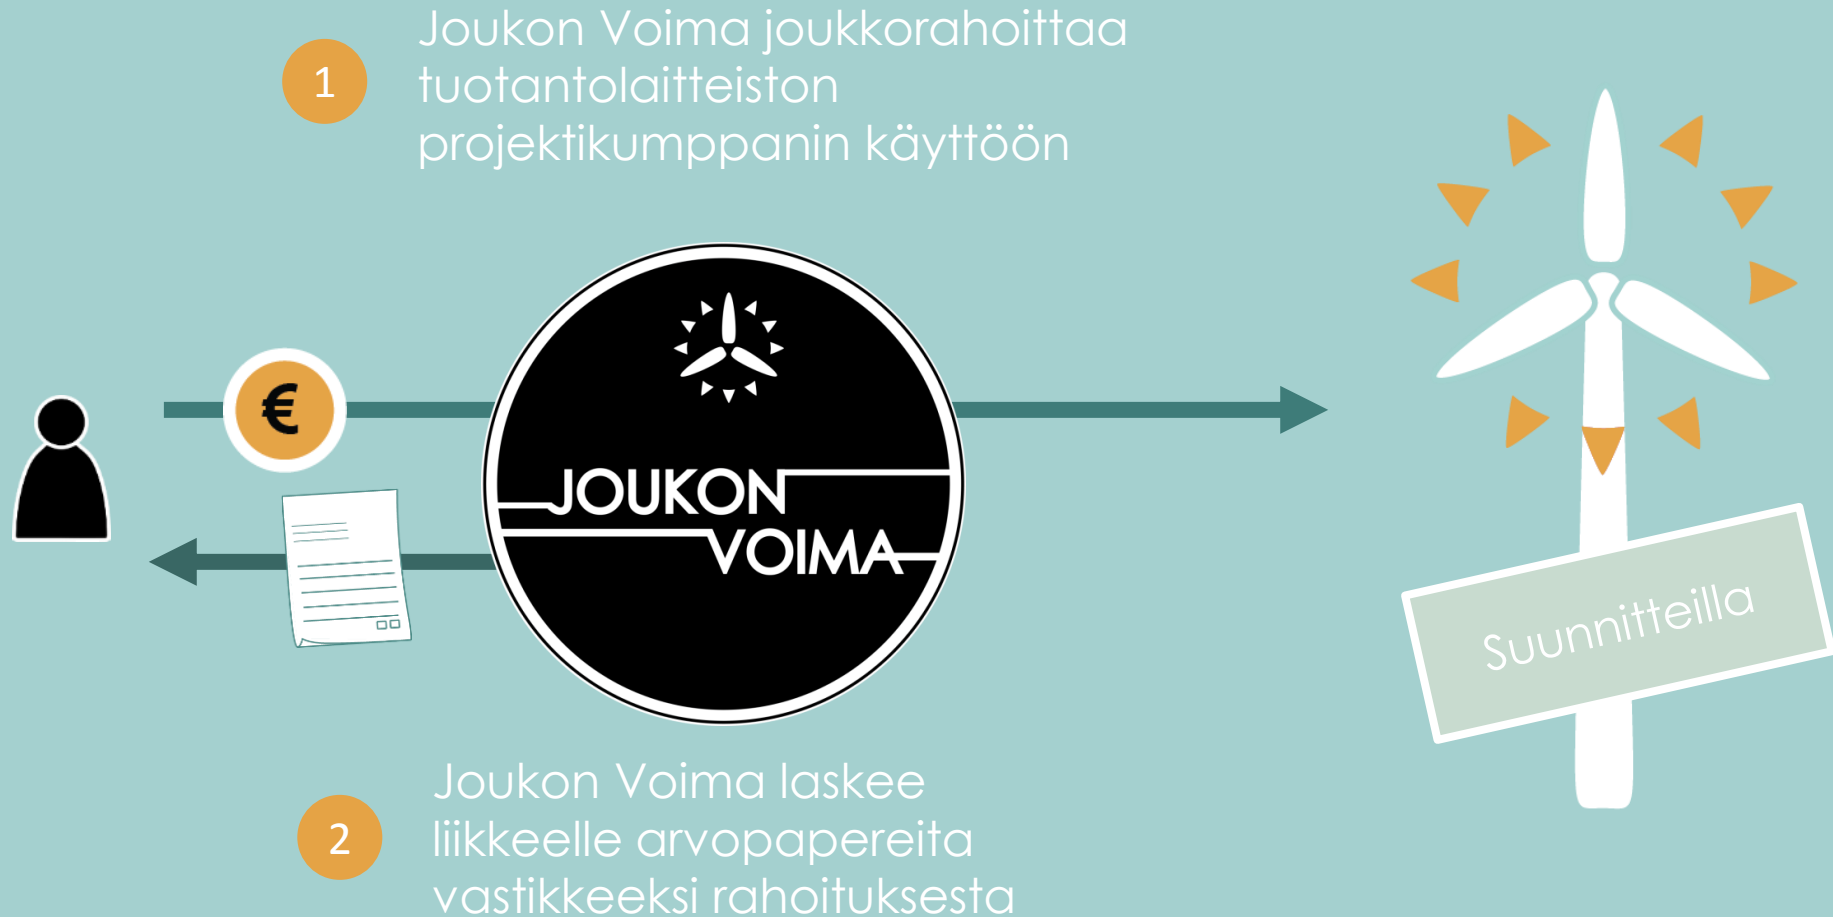 1
Joukon Voima joukkorahoittaa
tuotantolaitteiston
projektikumppanin käyttöön
€
JOUKON
VOIMA
Suunnitteilla
2
Joukon Voima laskee
liikkeelle arvopapereita
vastikkeeksi rahoituksesta